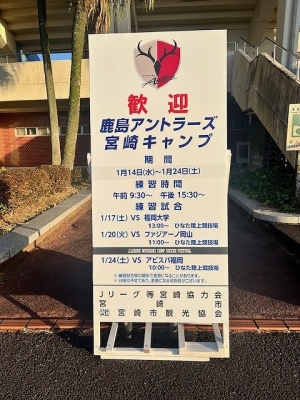 歓迎
鹿島アントラーズ
宮崎キャンプ
期間
1月14日(水)～1月24日(土)
練習時間
午前 9:30～ 午後 15:30～
練習試合
1/17(土) VS 福岡大学
13:00～ ひなた陸上競技場
1/20(火) VS ファジアーノ岡山
11:00～ ひなた陸上競技場
1/24(土) VS アビスパ福岡
10:00～ ひなた陸上競技場
Jリーグ等宮崎協力会
宮崎市
(公社)宮崎市観光協会